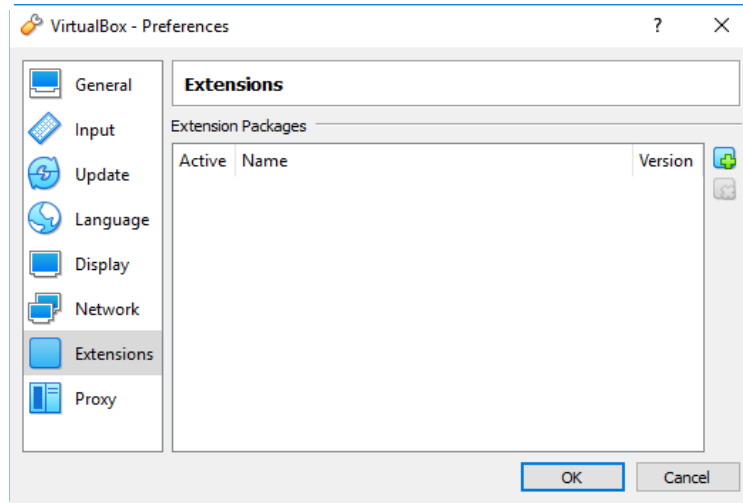 VirtualBox - Preferences
?
General
Input
Update
Language
Display
Network
Extensions
Proxy
Extensions
Extension Packages
Active Name Version
OK Cancel